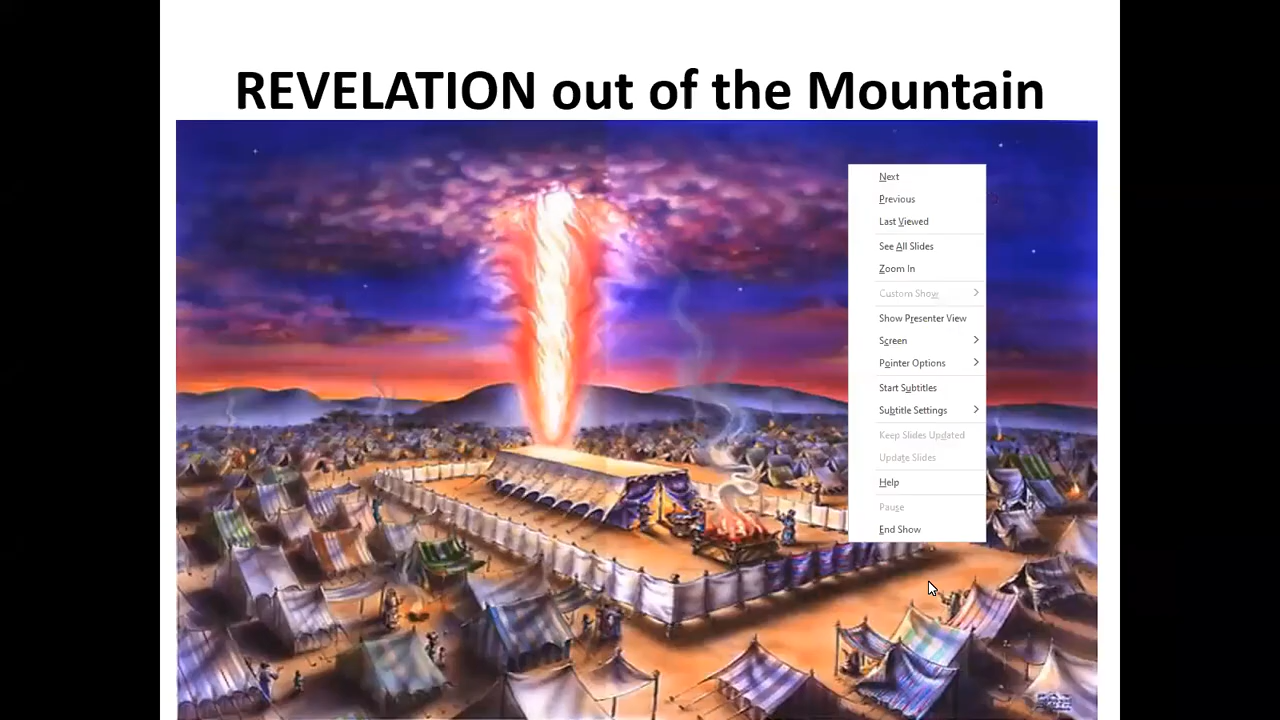 REVELATION out of the Mountain
Next
Previous
Last Viewed
See All Slides
Zoom In
Custom Show
Show Presenter View
Screen
Pointer Options
Start Subtitles
Subtitle Settings
Keep Slides Updated
Update Slides
Help
Pause
End Show